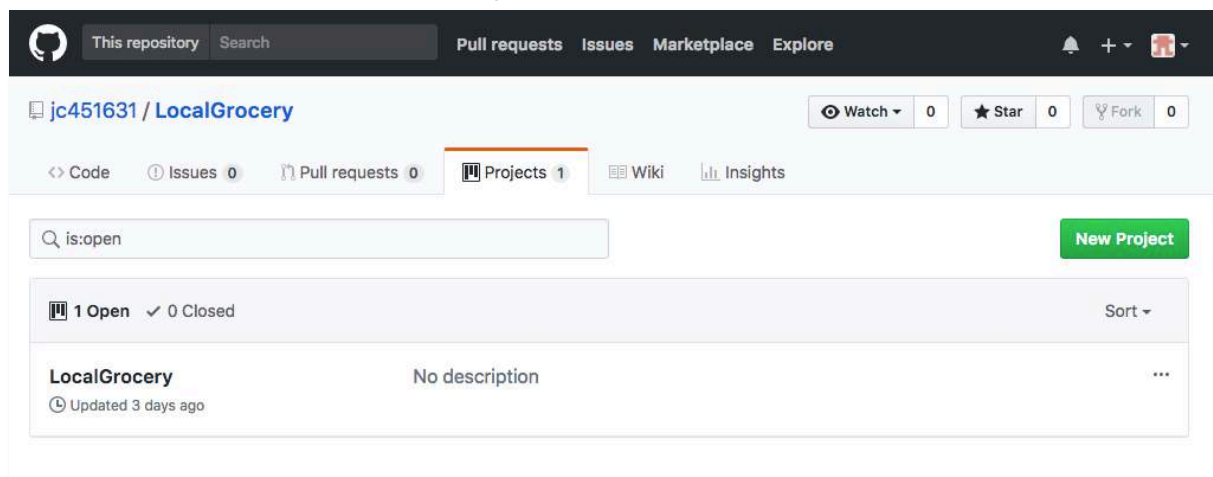 This repository Search Pull requests Issues Marketplace Explore
jc451631 / LocalGrocery Watch 0 Star 0 Fork 0
Code Issues 0 Pull requests 0 Projects 1 Wiki Insights
is:open New Project
1 Open 0 Closed Sort
LocalGrocery No description
Updated 3 days ago